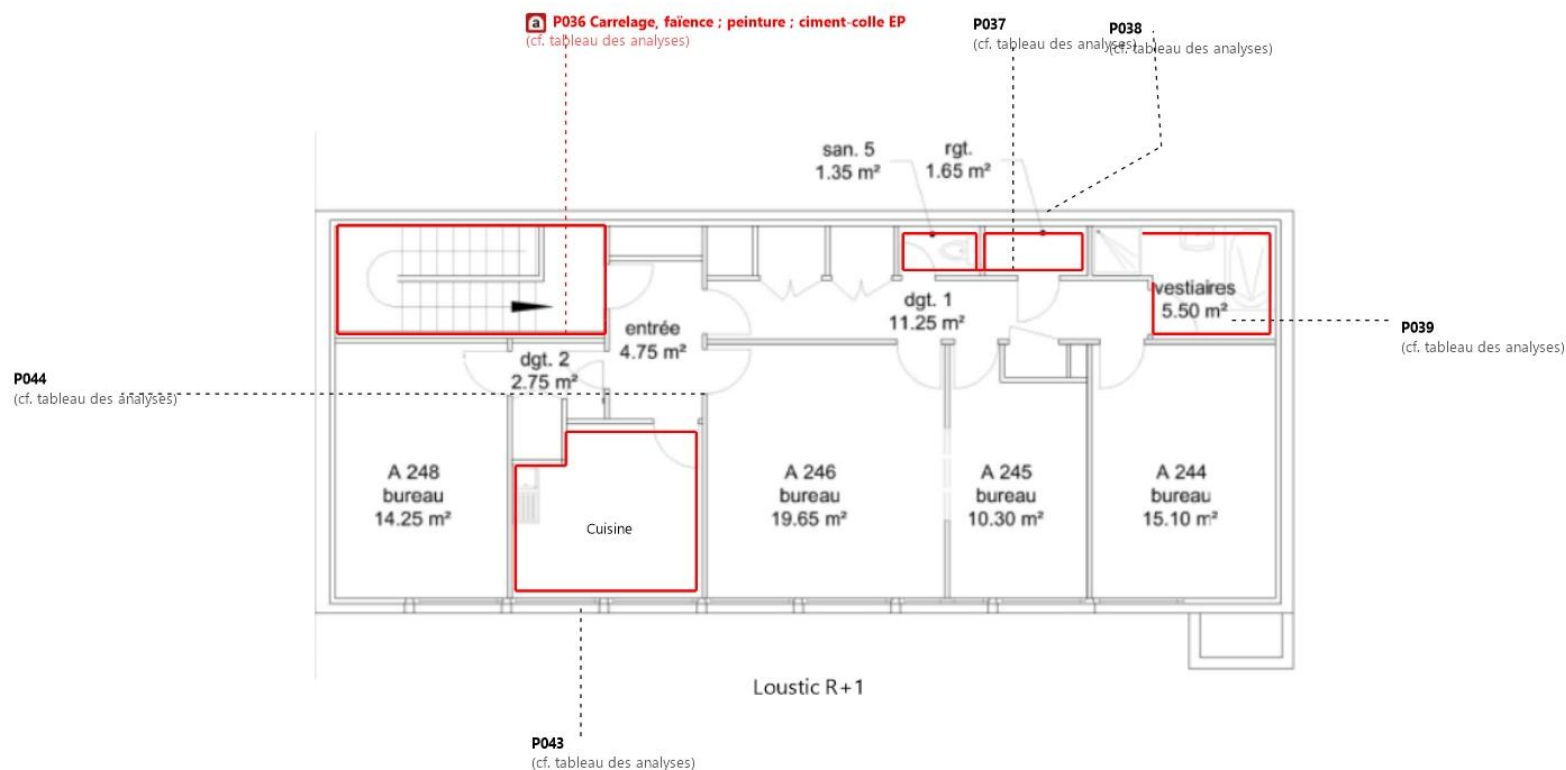 a P036 Carrelage, faïence ; peinture ; ciment-colle EP
(cf. tableau des analyses)
P037
(cf. tableau des analyses)
P038
(cf. tableau des analyses)
san. 5
1.35 m²
rgt.
1.65 m²
vestiaires
5.50 m²
dgt. 1
11.25 m²
entrée
4.75 m²
P039
(cf. tableau des analyses)
dgt. 2
2.75 m²
P044
(cf. tableau des analyses)
A 248
bureau
14.25 m²
Cuisine
A 246
bureau
19.65 m²
A 245
bureau
10.30 m²
A 244
bureau
15.10 m²
Loustic R+1
P043
(cf. tableau des analyses)